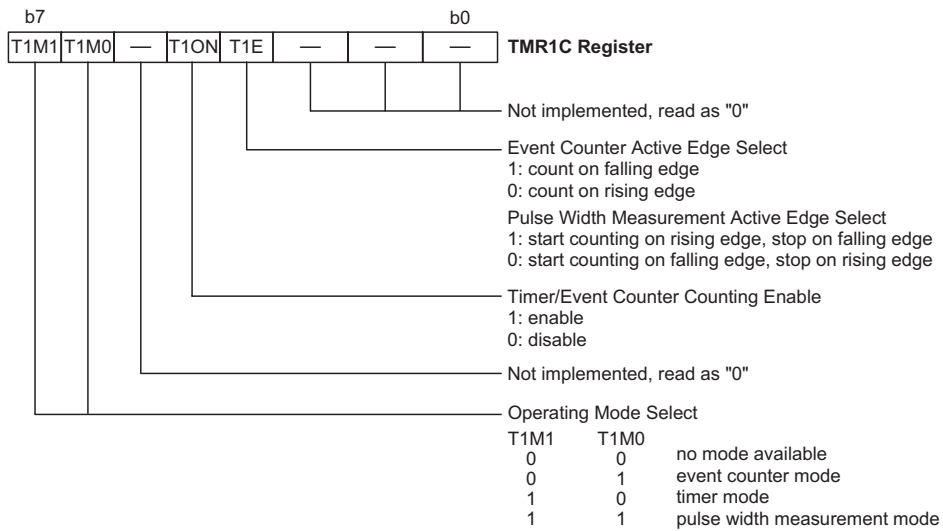 b7 b0
T1M1 T1M0 — T1ON T1E — — — TMR1C Register
Not implemented, read as "0"
Event Counter Active Edge Select
1: count on falling edge
0: count on rising edge
Pulse Width Measurement Active Edge Select
1: start counting on rising edge, stop on falling edge
0: start counting on falling edge, stop on rising edge
Timer/Event Counter Counting Enable
1: enable
0: disable
Not implemented, read as "0"
Operating Mode Select
T1M1 T1M0
0 0 no mode available
0 1 event counter mode
1 0 timer mode
1 1 pulse width measurement mode